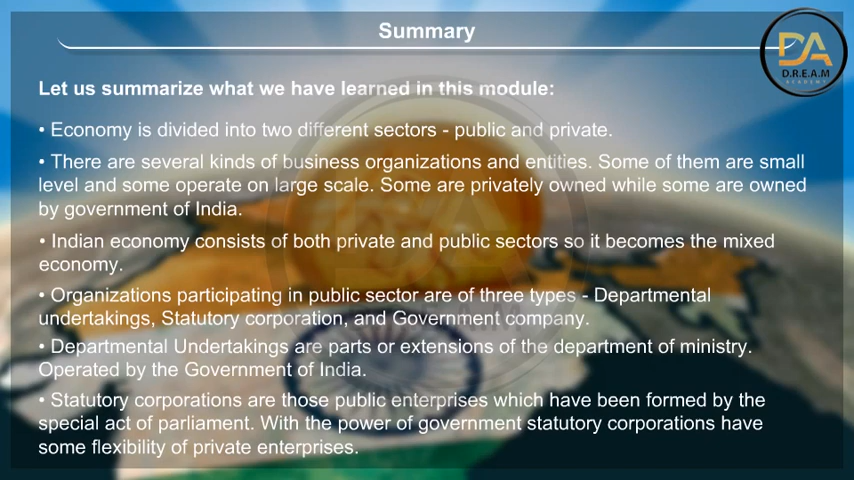 Summary
DA
D.R.E.A.M
ACADEMY
Let us summarize what we have learned in this module:
• Economy is divided into two different sectors - public and private.
• There are several kinds of business organizations and entities. Some of them are small
level and some operate on large scale. Some are privately owned while some are owned
by government of India.
• Indian economy consists of both private and public sectors so it becomes the mixed
economy.
• Organizations participating in public sector are of three types - Departmental
undertakings, Statutory corporation, and Government company.
• Departmental Undertakings are parts or extensions of the department of ministry.
Operated by the Government of India.
• Statutory corporations are those public enterprises which have been formed by the
special act of parliament. With the power of government statutory corporations have
some flexibility of private enterprises.